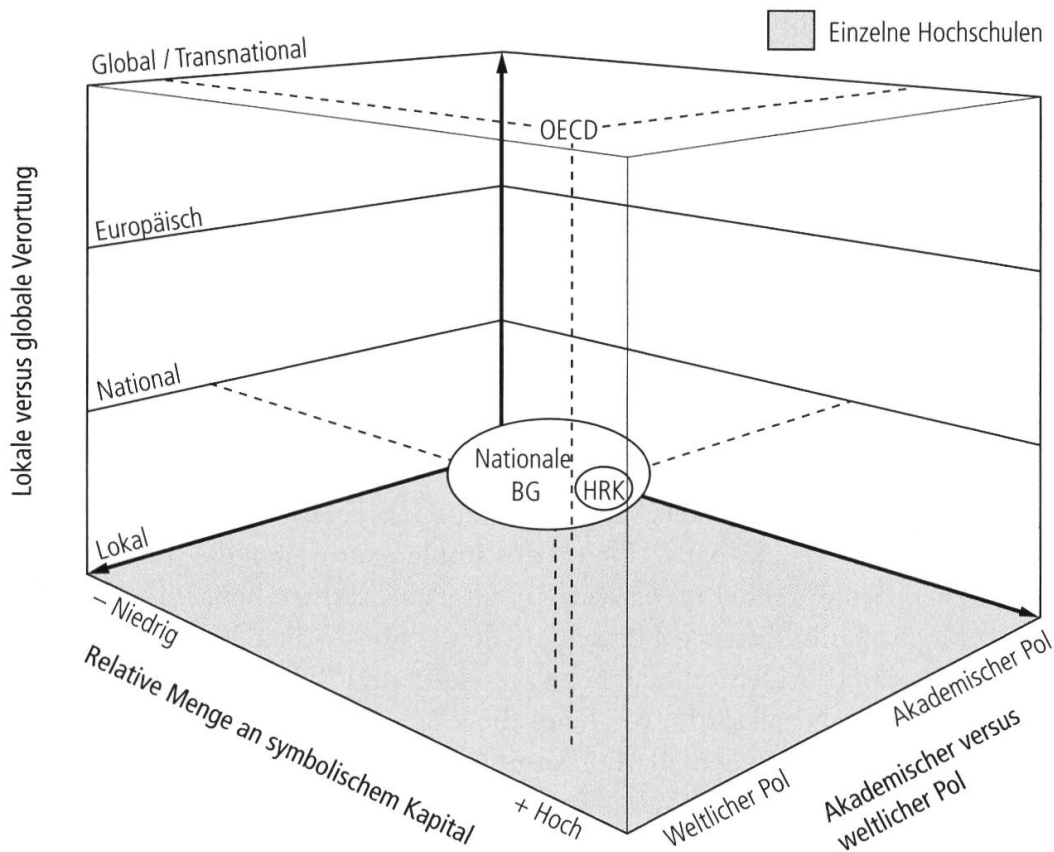 Einzelne Hochschulen
Global / Transnational
OECD
Lokale versus globale Verortung
Europäisch
National
Nationale
BG
HRK
Lokal
– Niedrig
Relative Menge an symbolischem Kapital
+ Hoch
Weltlicher Pol
Akademischer Pol
Akademischer versus
weltlicher Pol